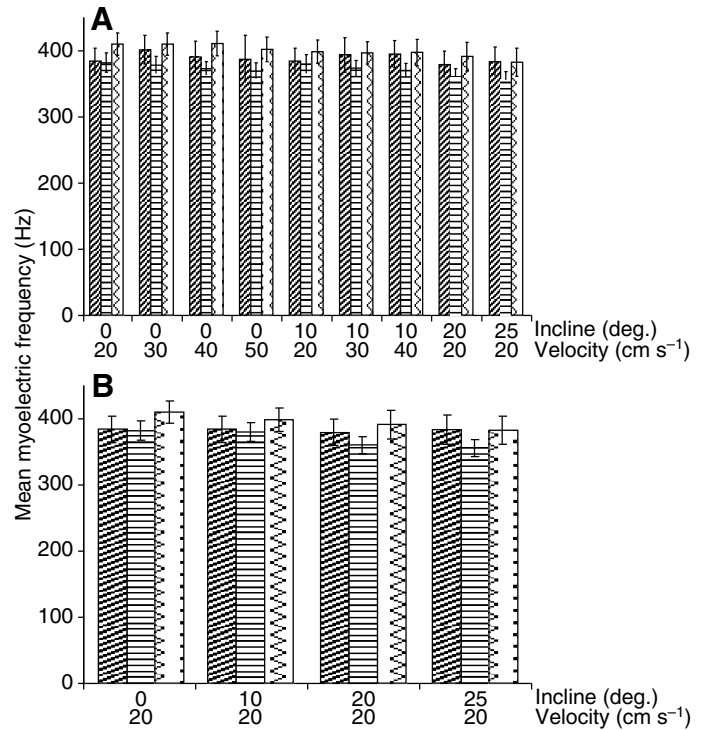 A
Mean myoelectric frequency (Hz)
400
300
200
100
0
0 0 0 0 10 10 10 20 25 Incline (deg.)
20 30 40 50 20 30 40 20 20 Velocity (cm s⁻¹)
B
400
300
200
100
0
0 10 20 25 Incline (deg.)
20 20 20 20 Velocity (cm s⁻¹)